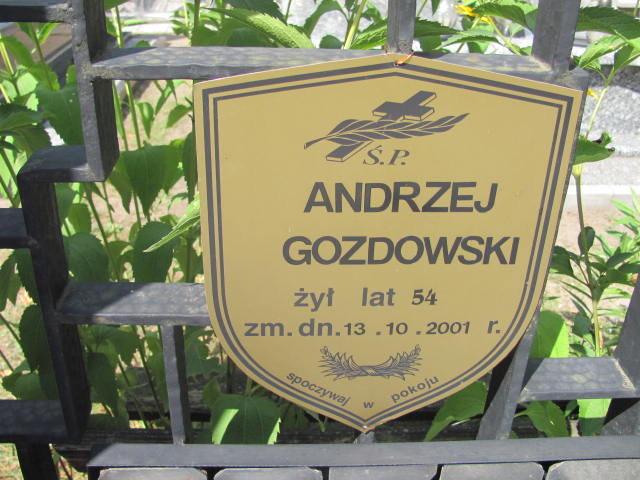 Ś.P.
ANDRZEJ
GOZDOWSKI
żył lat 54
zm. dn. 13 . 10 . 2001 r.
spoczywaj w pokoju